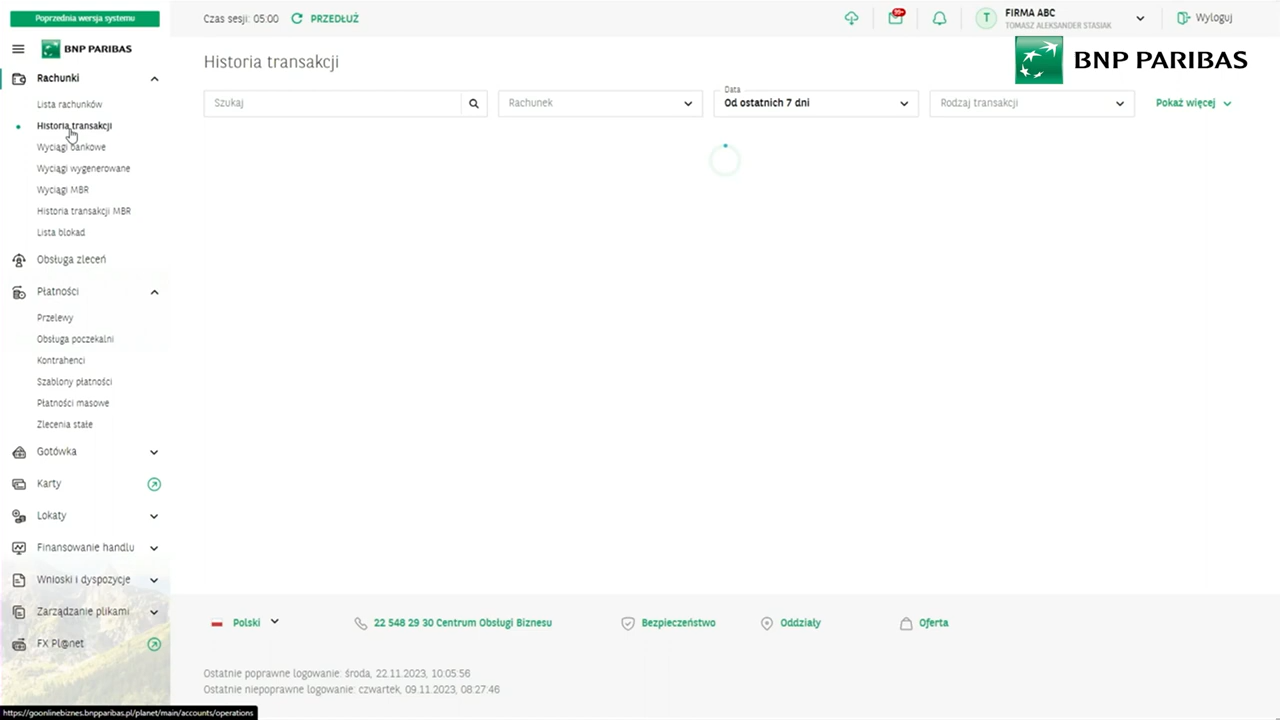 Poprzednia wersja systemu
Czas sesji: 05:00 PRZEDŁUŻ
99+
T
FIRMA ABC
TOMASZ ALEKSANDER STASIAK
Wyloguj
BNP PARIBAS
BNP PARIBAS
Rachunki
Lista rachunków
Historia transakcji
Wyciągi bankowe
Wyciągi wygenerowane
Wyciągi MBR
Historia transakcji MBR
Lista blokad
Obsługa zleceń
Płatności
Przelewy
Obsługa poczekalni
Kontrahenci
Szablony płatności
Płatności masowe
Zlecenia stałe
Gotówka
Karty
Lokaty
Finansowanie handlu
Wnioski i dyspozycje
Zarządzanie plikami
FX Pl@net
Historia transakcji
Szukaj
Rachunek
Data
Od ostatnich 7 dni
Rodzaj transakcji
Pokaż więcej
Polski
22 548 29 30 Centrum Obsługi Biznesu
Bezpieczeństwo
Oddziały
Oferta
Ostatnie poprawne logowanie: środa, 22.11.2023, 10:05:56
Ostatnie niepoprawne logowanie: czwartek, 09.11.2023, 08:27:46
https://goonlinebiznes.bnpparibas.pl/planet/main/accounts/operations